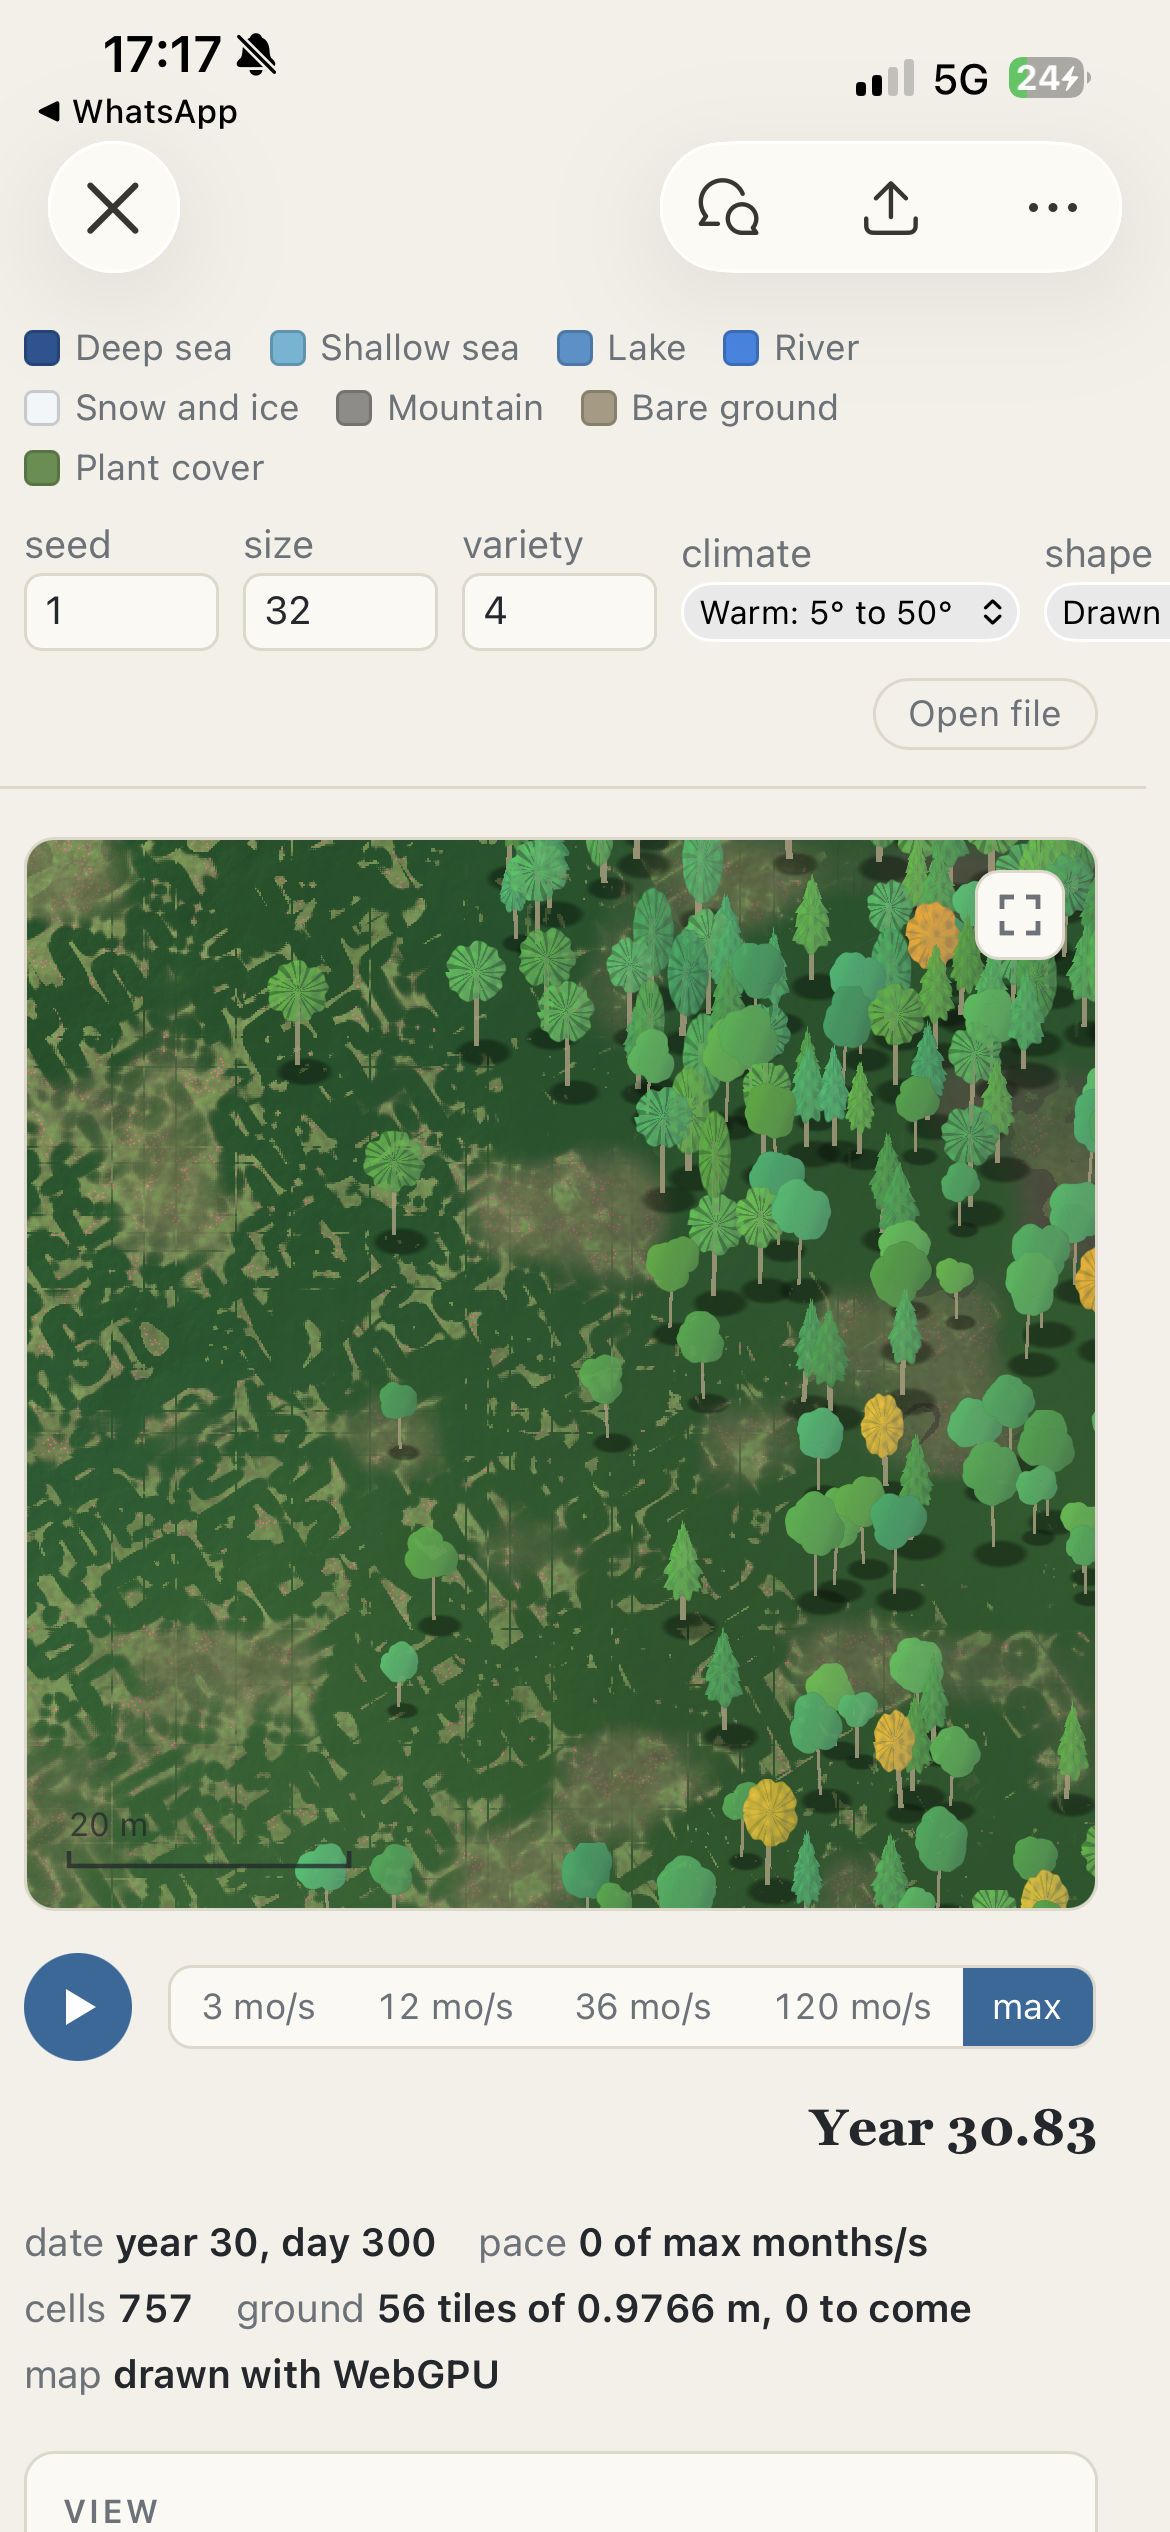 17:17
5G 24
WhatsApp
Deep sea Shallow sea Lake River
Snow and ice Mountain Bare ground
Plant cover
seed size variety climate shape
1 32 4 Warm: 5° to 50° Drawn
Open file
20 m
3 mo/s 12 mo/s 36 mo/s 120 mo/s max
Year 30.83
date year 30, day 300 pace 0 of max months/s
cells 757 ground 56 tiles of 0.9766 m, 0 to come
map drawn with WebGPU
VIEW